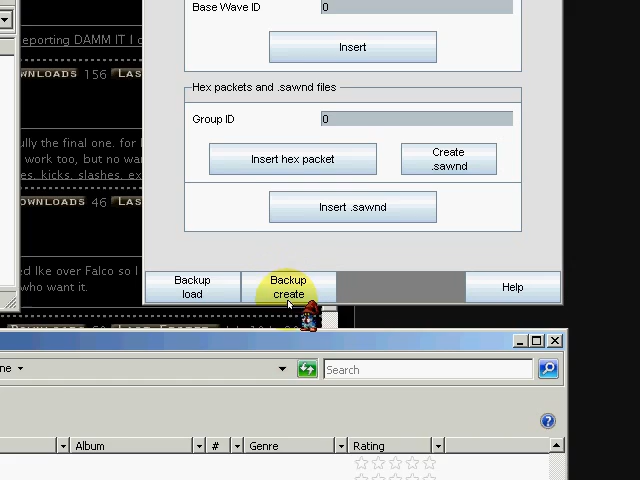 Base Wave ID 0
eporting DAMM IT I c
Insert
WNLOADS 156 LAS
Hex packets and .sawnd files
Group ID 0
ully the final one. for l
work too, but no wa
es. kicks, slashes, ex
Insert hex packet
Create
.sawnd
OWNLOADS 46 LAS
Insert .sawnd
ed lke over Falco so I
who want it.
Backup
load
Backup
create
Help
ne
Search
Album
#
Genre
Rating